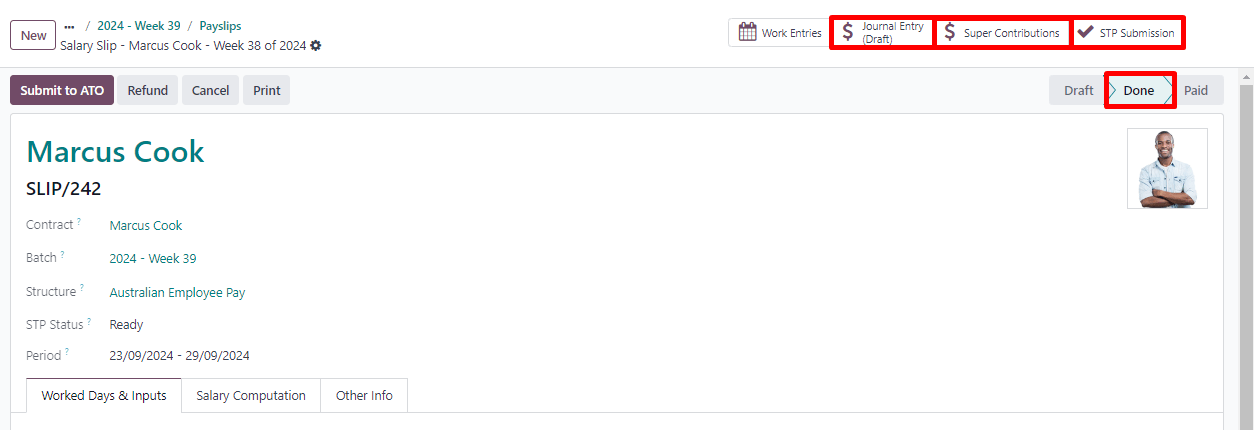 New
... / 2024 - Week 39 / Payslips
Salary Slip - Marcus Cook - Week 38 of 2024
Work Entries
Journal Entry
(Draft)
Super Contributions
STP Submission
Submit to ATO
Refund
Cancel
Print
Draft
Done
Paid
Marcus Cook
SLIP/242
Contract ? Marcus Cook
Batch ? 2024 - Week 39
Structure ? Australian Employee Pay
STP Status ? Ready
Period ? 23/09/2024 - 29/09/2024
Worked Days & Inputs
Salary Computation
Other Info